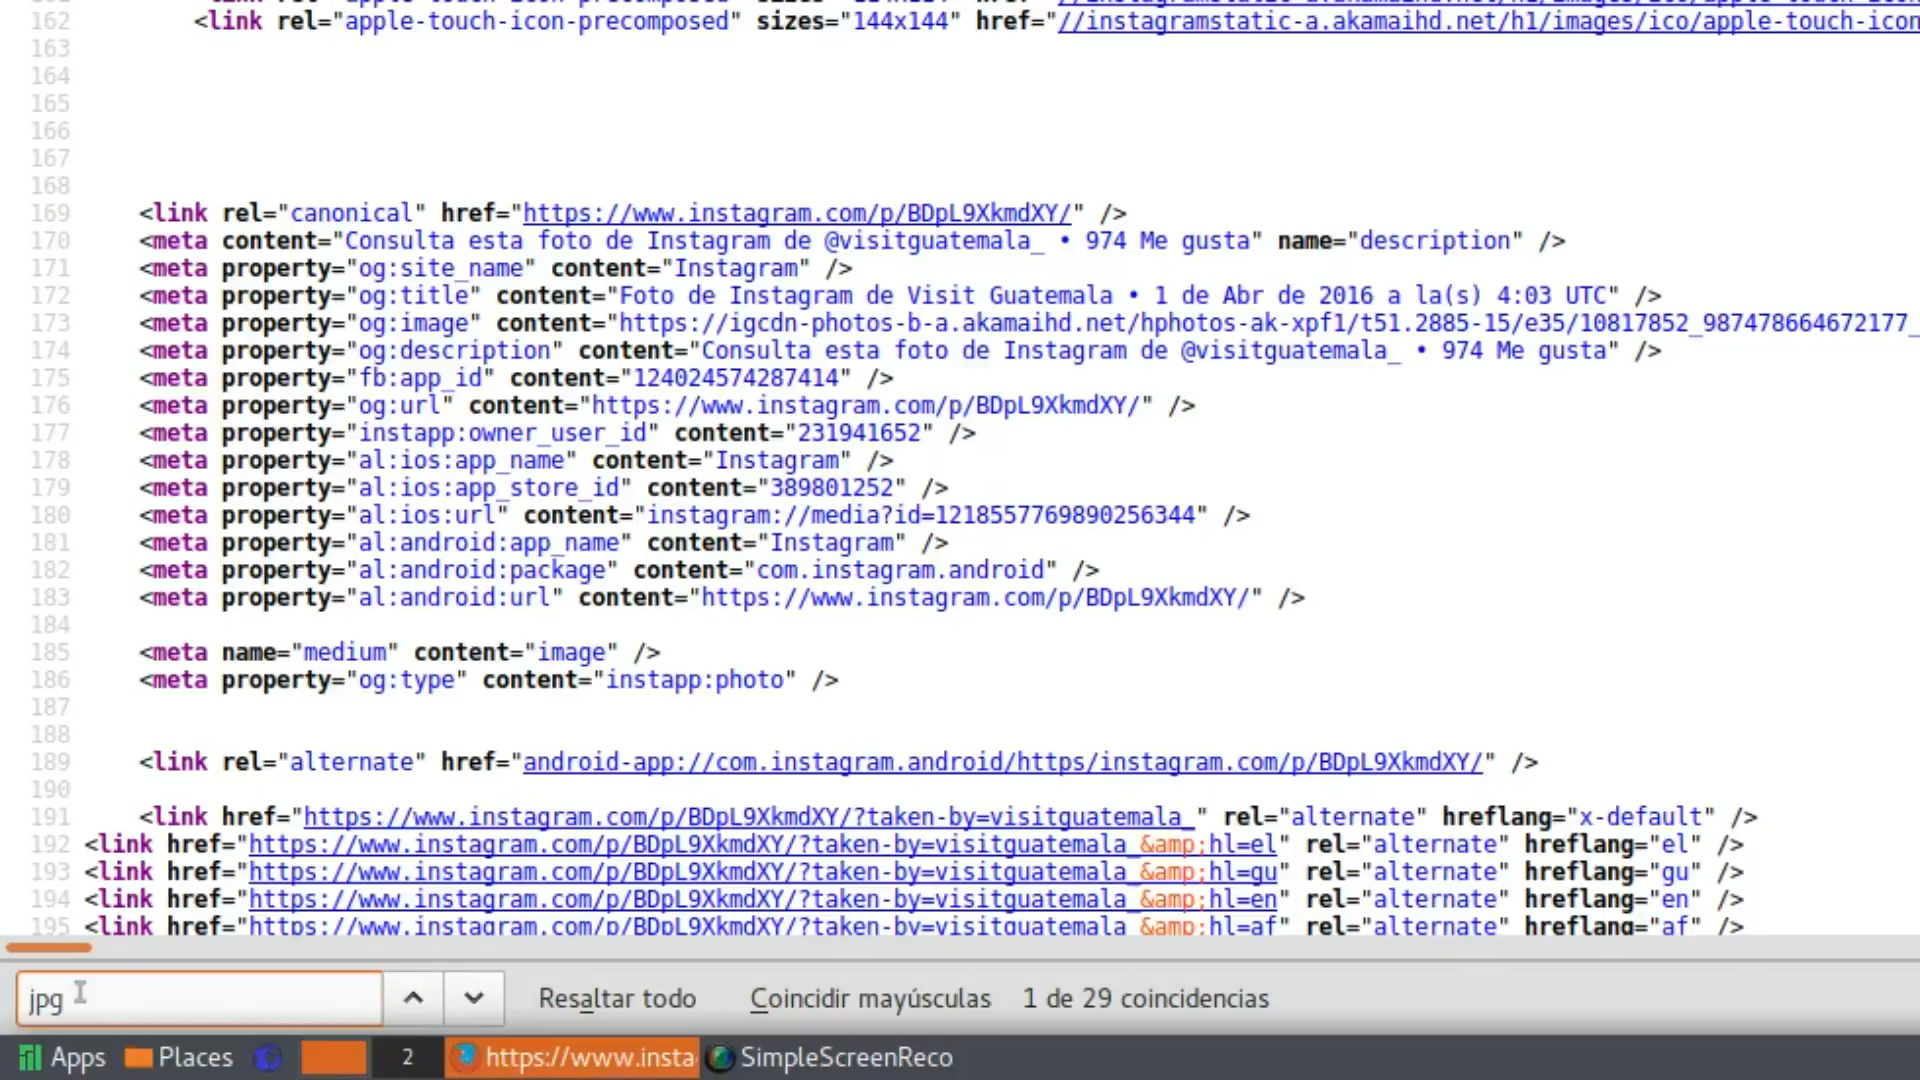 162 <link rel="apple-touch-icon-precomposed" sizes="144x144" href="//instagramstatic-a.akamaihd.net/h1/images/ico/apple-touch-icon
163
164
165
166
167
168
169 <link rel="canonical" href="https://www.instagram.com/p/BDpL9XkmdXY/" />
170 <meta content="Consulta esta foto de Instagram de @visitguatemala_ • 974 Me gusta" name="description" />
171 <meta property="og:site_name" content="Instagram" />
172 <meta property="og:title" content="Foto de Instagram de Visit Guatemala • 1 de Abr de 2016 a la(s) 4:03 UTC" />
173 <meta property="og:image" content="https://igcdn-photos-b-a.akamaihd.net/hphotos-ak-xpf1/t51.2885-15/e35/10817852_987478664672177_
174 <meta property="og:description" content="Consulta esta foto de Instagram de @visitguatemala_ • 974 Me gusta" />
175 <meta property="fb:app_id" content="124024574287414" />
176 <meta property="og:url" content="https://www.instagram.com/p/BDpL9XkmdXY/" />
177 <meta property="instapp:owner_user_id" content="231941652" />
178 <meta property="al:ios:app_name" content="Instagram" />
179 <meta property="al:ios:app_store_id" content="389801252" />
180 <meta property="al:ios:url" content="instagram://media?id=1218557769890256344" />
181 <meta property="al:android:app_name" content="Instagram" />
182 <meta property="al:android:package" content="com.instagram.android" />
183 <meta property="al:android:url" content="https://www.instagram.com/p/BDpL9XkmdXY/" />
184
185 <meta name="medium" content="image" />
186 <meta property="og:type" content="instapp:photo" />
187
188
189 <link rel="alternate" href="android-app://com.instagram.android/https/instagram.com/p/BDpL9XkmdXY/" />
190
191 <link href="https://www.instagram.com/p/BDpL9XkmdXY/?taken-by=visitguatemala_" rel="alternate" hreflang="x-default" />
192 <link href="https://www.instagram.com/p/BDpL9XkmdXY/?taken-by=visitguatemala_&amp;hl=el" rel="alternate" hreflang="el" />
193 <link href="https://www.instagram.com/p/BDpL9XkmdXY/?taken-by=visitguatemala_&amp;hl=gu" rel="alternate" hreflang="gu" />
194 <link href="https://www.instagram.com/p/BDpL9XkmdXY/?taken-by=visitguatemala_&amp;hl=en" rel="alternate" hreflang="en" />
195 <link href="https://www.instagram.com/p/BDpL9XkmdXY/?taken-by=visitguatemala_&amp;hl=af" rel="alternate" hreflang="af" />
jpg Resaltar todo Coincidir mayúsculas 1 de 29 coincidencias
Apps Places 2 https://www.insta SimpleScreenReco